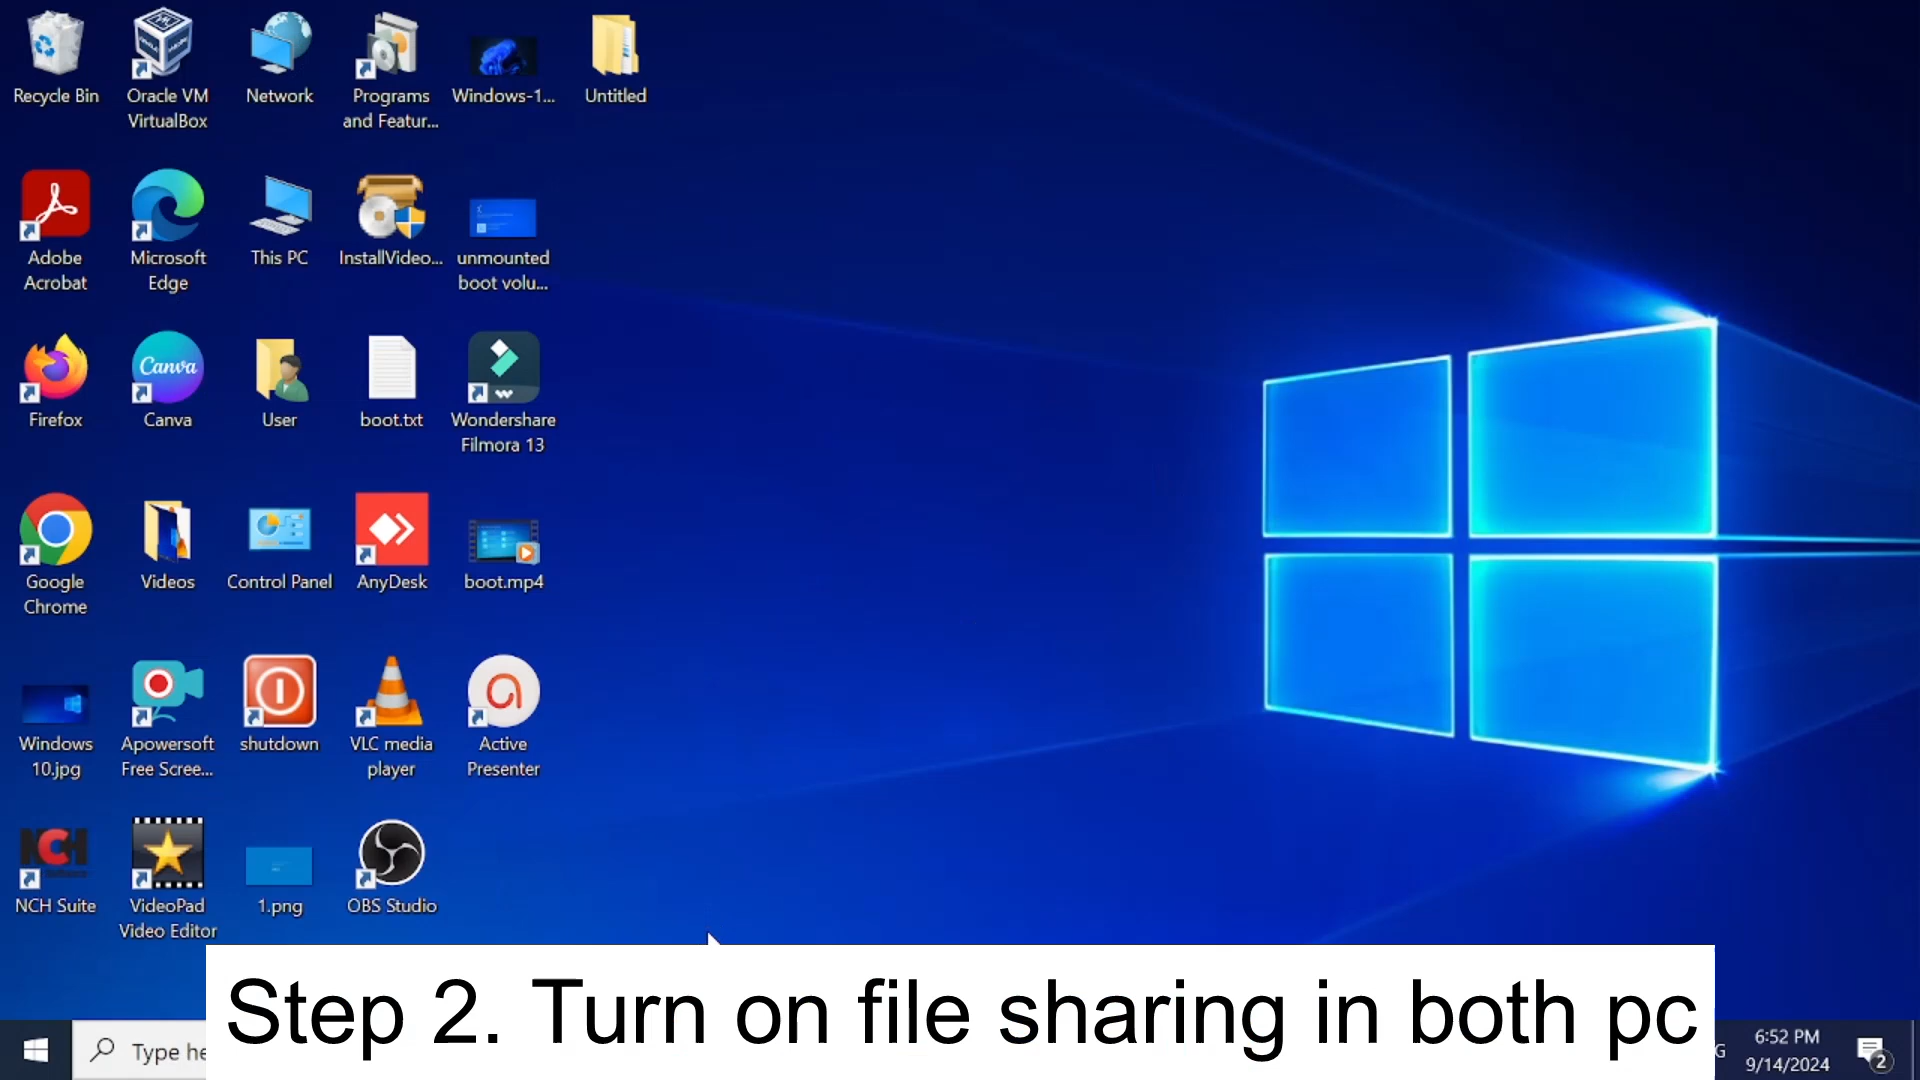 Recycle Bin
Oracle VM
VirtualBox
Network
Programs
and Featur...
Windows-1...
Untitled
Adobe
Acrobat
Microsoft
Edge
This PC
InstallVideo...
unmounted
boot volu...
Firefox
Canva
Canva
User
boot.txt
Wondershare
Filmora 13
Google
Chrome
Videos
Control Panel
AnyDesk
boot.mp4
Windows
10.jpg
Apowersoft
Free Scree...
shutdown
VLC media
player
Active
Presenter
NCH
NCH Suite
VideoPad
Video Editor
1.png
OBS Studio
Step 2. Turn on file sharing in both pc
Type he
G
6:52 PM
9/14/2024
2